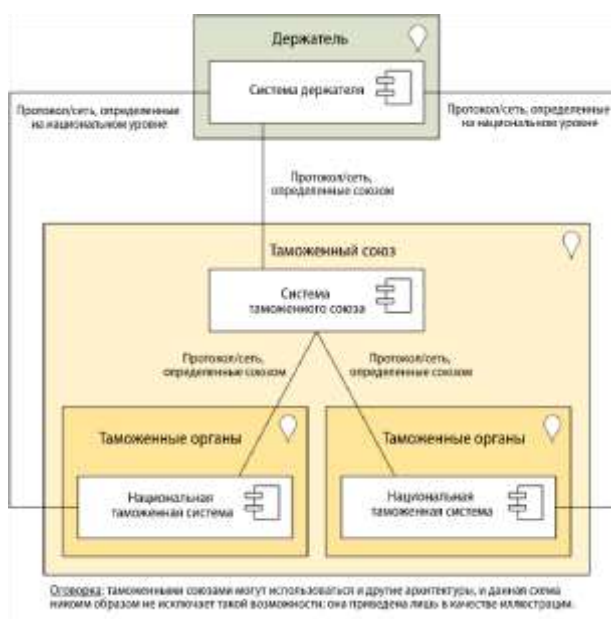 Держатель
Система держателя
Протокол/сеть, определенные
на национальном уровне
Протокол/сеть, определенные
на национальном уровне
Протокол/сеть,
определенные союзом
Таможенный союз
Система
таможенного союза
Протокол/сеть,
определенные союзом
Протокол/сеть,
определенные союзом
Таможенные органы
Таможенные органы
Национальная
таможенная система
Национальная
таможенная система
Оговорка: таможенными союзами могут использоваться и другие архитектуры, и данная схема
никоим образом не исключает такой возможности: она приведена лишь в качестве иллюстрации.